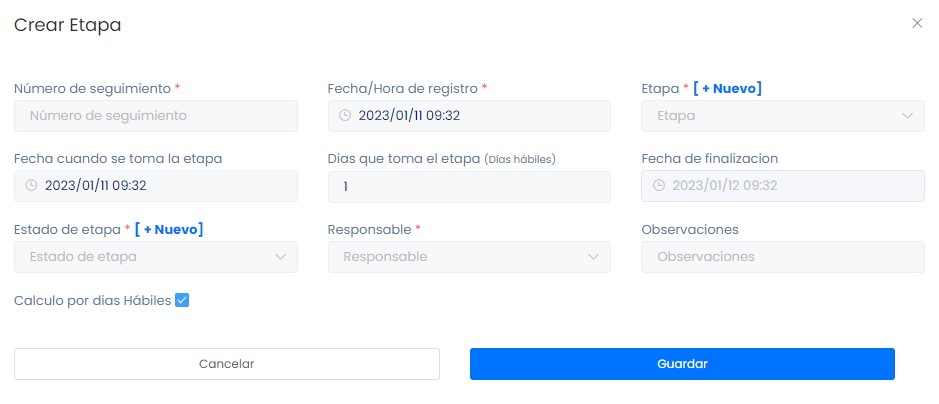 Crear Etapa
Número de seguimiento * Fecha/Hora de registro * Etapa * [ + Nuevo]
Número de seguimiento 2023/01/11 09:32 Etapa
Fecha cuando se toma la etapa Dias que toma el etapa (Días hábiles) Fecha de finalizacion
2023/01/11 09:32 1 2023/01/12 09:32
Estado de etapa * [ + Nuevo] Responsable * Observaciones
Estado de etapa Responsable Observaciones
Calculo por dias Hábiles
Cancelar Guardar